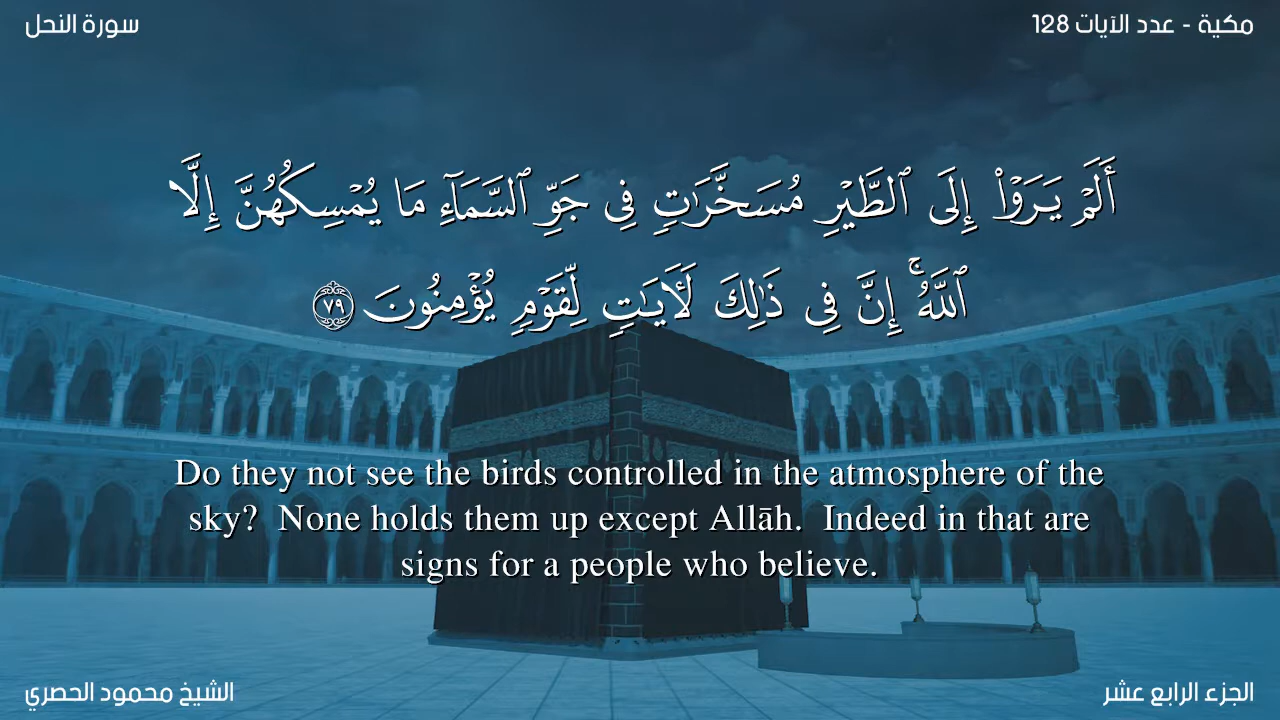 مكية - عدد الآيات 128
سورة النحل
أَلَمْ يَرَوْا۟ إِلَى ٱلطَّيْرِ مُسَخَّرَٰتٍ فِى جَوِّ ٱلسَّمَآءِ مَا يُمْسِكُهُنَّ إِلَّا
ٱللَّهُ ۚ إِنَّ فِى ذَٰلِكَ لَـَٔايَـٰتٍ لِّقَوْمٍ يُؤْمِنُونَ ٧٩
Do they not see the birds controlled in the atmosphere of the
sky?  None holds them up except Allāh.  Indeed in that are
signs for a people who believe.
الجزء الرابع عشر
الشيخ محمود الحصري